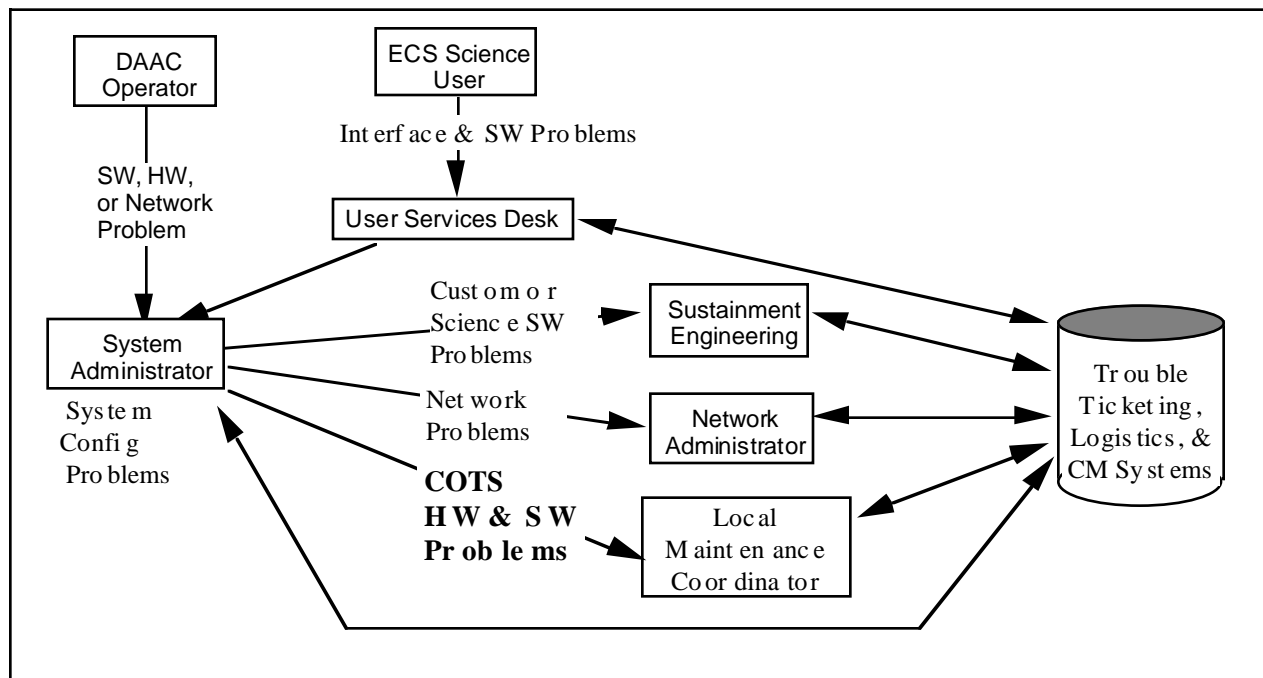 DAAC
Operator
ECS Science
User
Interface & SW Problems
SW, HW,
or Network
Problem
User Services Desk
System
Administrator
System
Config
Problems
Custom or
Science SW
Problems
Sustainment
Engineering
Network
Problems
Network
Administrator
COTS
HW & SW
Problems
Local
Maintenance
Coordinator
Trouble
Ticketing,
Logistics, &
CM Systems